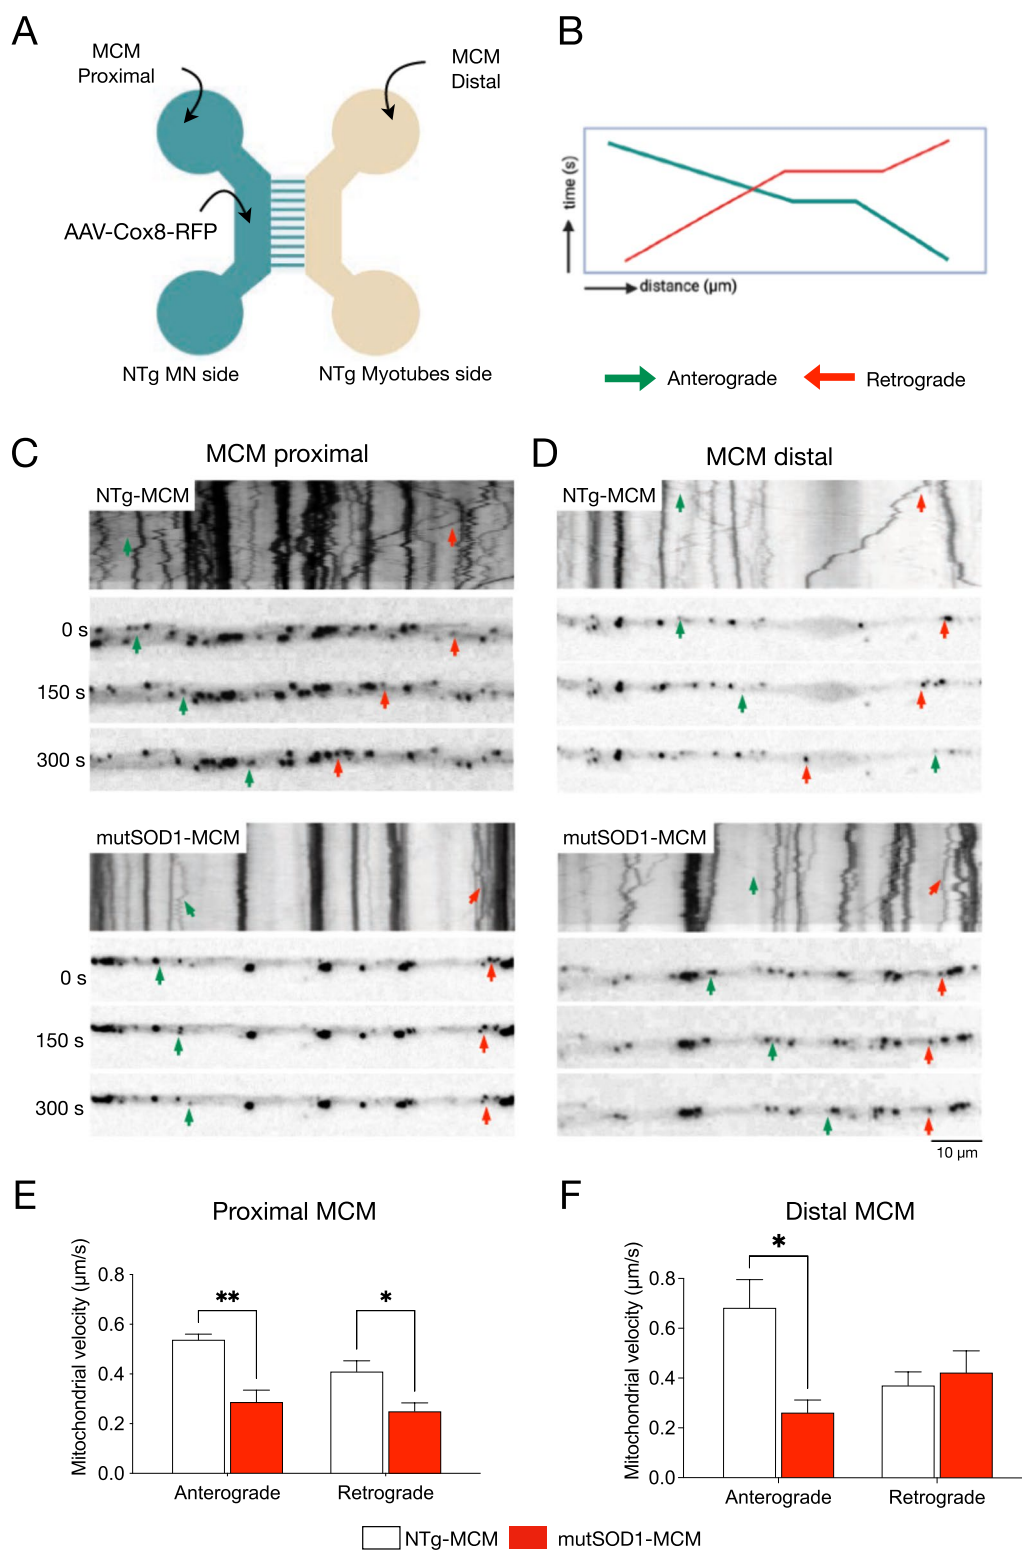 A
MCM
Proximal
MCM
Distal
AAV-Cox8-RFP
NTg MN side
NTg Myotubes side
B
time (s)
distance (µm)
Anterograde
Retrograde
C
MCM proximal
NTg-MCM
0 s
150 s
300 s
mutSOD1-MCM
0 s
150 s
300 s
D
MCM distal
NTg-MCM
mutSOD1-MCM
10 µm
E
Proximal MCM
Mitochondrial velocity (µm/s)
0.8
0.6
0.4
0.2
0.0
**
*
Anterograde
Retrograde
F
Distal MCM
Mitochondrial velocity (µm/s)
0.8
0.6
0.4
0.2
0.0
*
Anterograde
Retrograde
NTg-MCM
mutSOD1-MCM